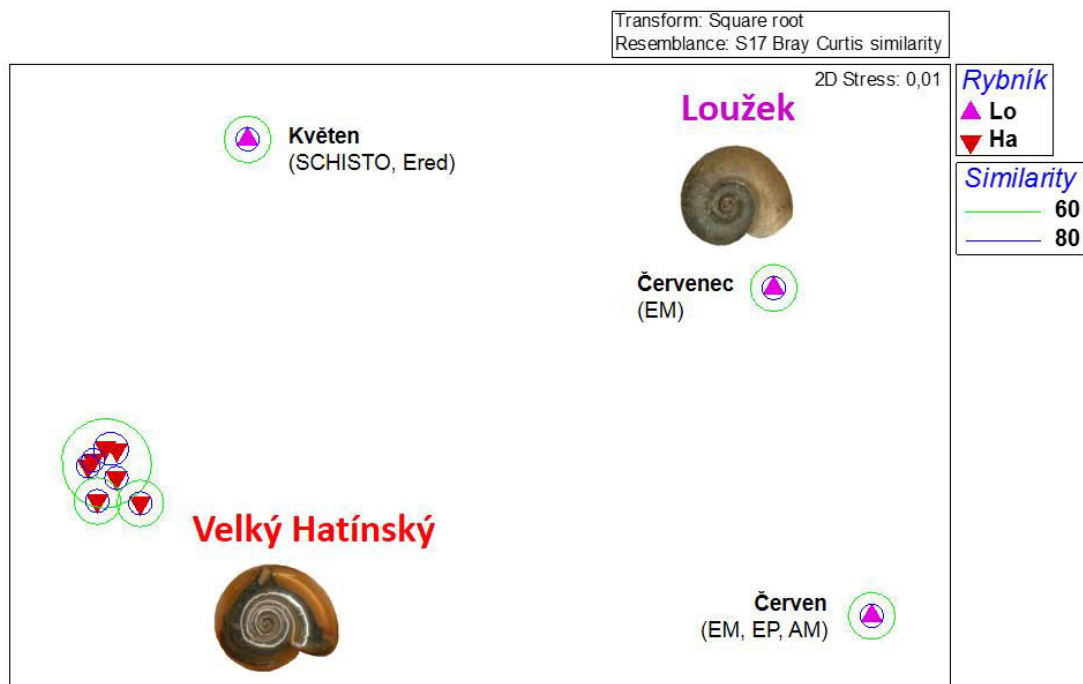 Transform: Square root
Resemblance: S17 Bray Curtis similarity
2D Stress: 0,01
Rybník
Lo
Ha
Similarity
60
80
Loužek
Květen
(SCHISTO, Ered)
Červenec
(EM)
Velký Hatínský
Červen
(EM, EP, AM)